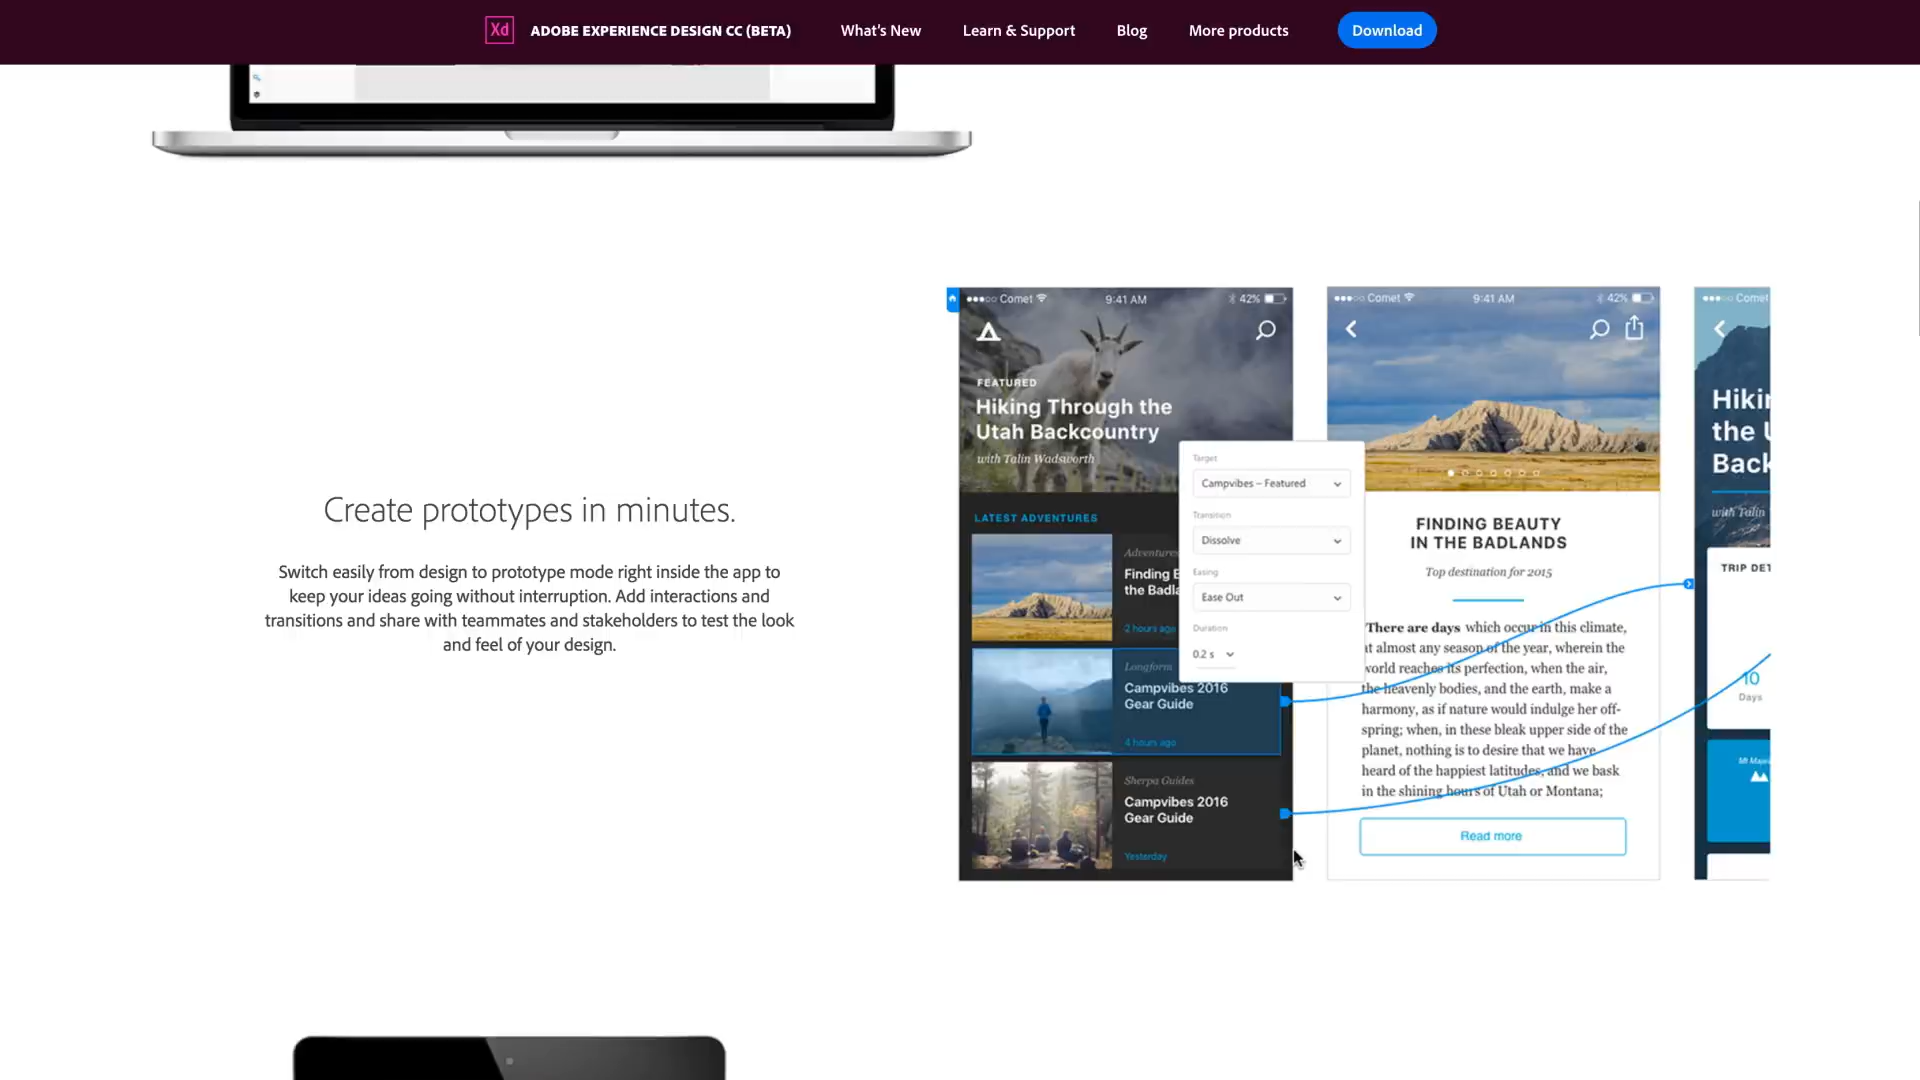 Xd ADOBE EXPERIENCE DESIGN CC (BETA) What's New Learn & Support Blog More products Download
Create prototypes in minutes.
Switch easily from design to prototype mode right inside the app to
keep your ideas going without interruption. Add interactions and
transitions and share with teammates and stakeholders to test the look
and feel of your design.
Comet 9:41 AM 42%
FEATURED
Hiking Through the
Utah Backcountry
with Talin Wadsworth
LATEST ADVENTURES
Adventures
Finding
the Badla
2 hours ago
Longform
Campvibes 2016
Gear Guide
4 hours ago
Sherpa Guides
Campvibes 2016
Gear Guide
Yesterday
Target
Campvibes – Featured
Transition
Dissolve
Easing
Ease Out
Duration
0.2 s
Comet 9:41 AM 42%
FINDING BEAUTY
IN THE BADLANDS
Top destination for 2015
There are days which occur in this climate,
at almost any season of the year, wherein the
world reaches its perfection, when the air,
the heavenly bodies, and the earth, make a
harmony, as if nature would indulge her off-
spring; when, in these bleak upper side of the
planet, nothing is to desire that we have
heard of the happiest latitudes, and we bask
in the shining hours of Utah or Montana;
Read more
Comet
Hikin
the U
Back
with Talin
TRIP DET
10
Days
Mt Maje